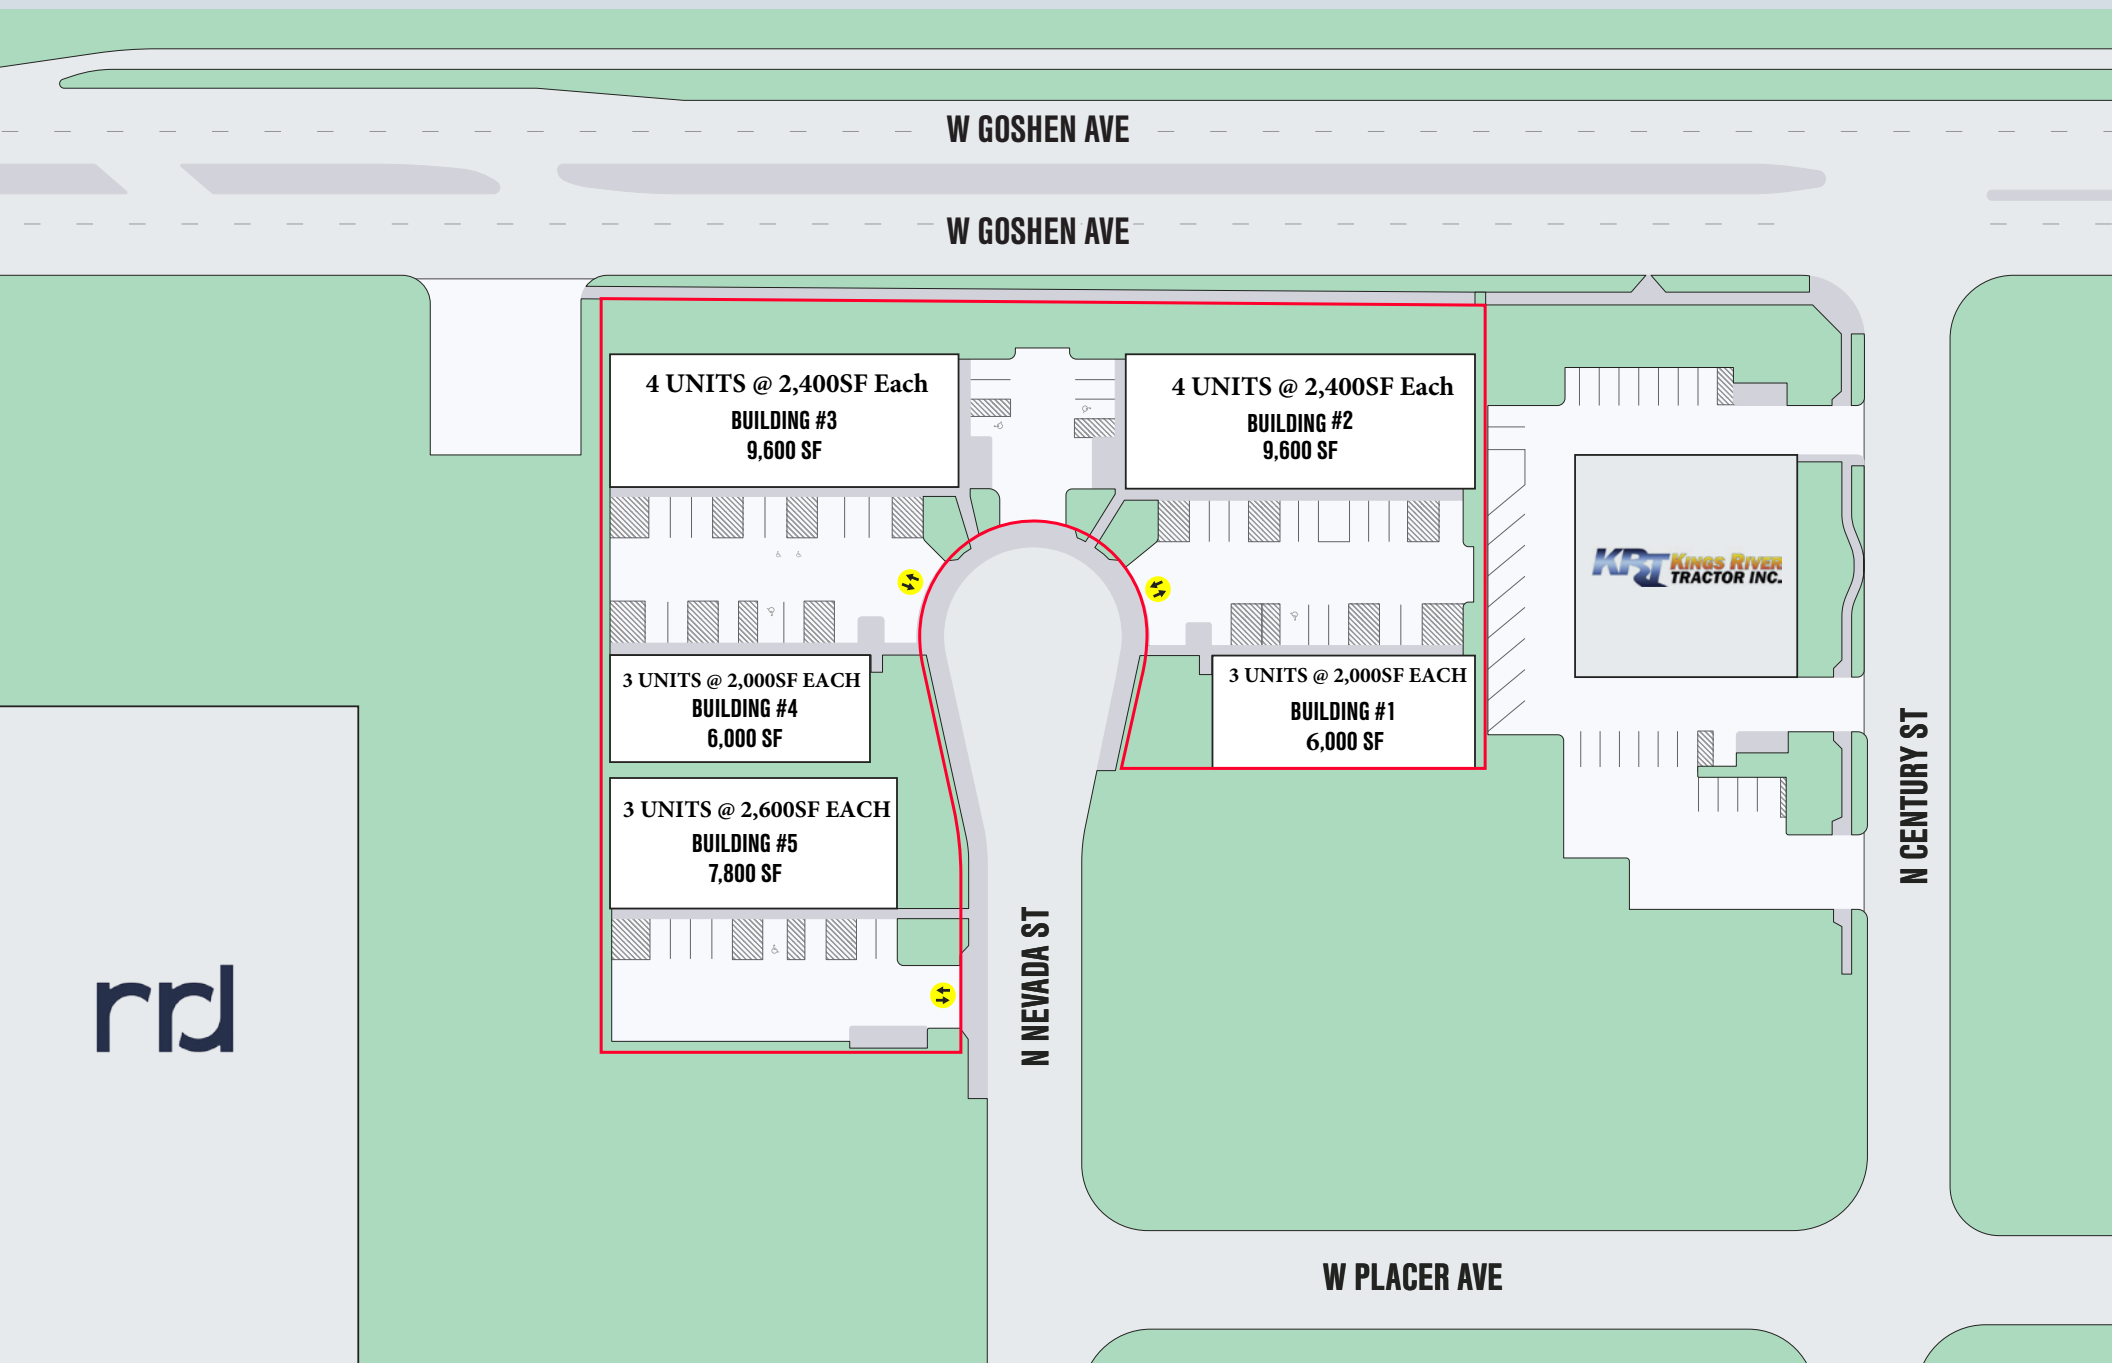 W GOSHEN AVE
W GOSHEN AVE
4 UNITS @ 2,400SF Each
BUILDING #3
9,600 SF
4 UNITS @ 2,400SF Each
BUILDING #2
9,600 SF
KRT KINGS RIVER
TRACTOR INC.
3 UNITS @ 2,000SF EACH
BUILDING #4
6,000 SF
3 UNITS @ 2,000SF EACH
BUILDING #1
6,000 SF
3 UNITS @ 2,600SF EACH
BUILDING #5
7,800 SF
N CENTURY ST
rrd
N NEVADA ST
W PLACER AVE